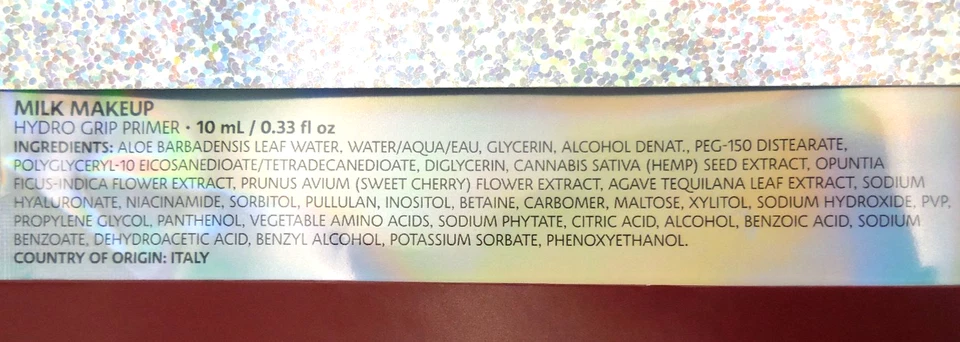 MILK MAKEUP
HYDRO GRIP PRIMER · 10 mL / 0.33 fl oz
INGREDIENTS: ALOE BARBADENSIS LEAF WATER, WATER/AQUA/EAU, GLYCERIN, ALCOHOL DENAT., PEG-150 DISTEARATE,
POLYGLYCERYL-10 EICOSANEDIOATE/TETRADECANEDIOATE, DIGLYCERIN, CANNABIS SATIVA (HEMP) SEED EXTRACT, OPUNTIA
FICUS-INDICA FLOWER EXTRACT, PRUNUS AVIUM (SWEET CHERRY) FLOWER EXTRACT, AGAVE TEQUILANA LEAF EXTRACT, SODIUM
HYALURONATE, NIACINAMIDE, SORBITOL, PULLULAN, INOSITOL, BETAINE, CARBOMER, MALTOSE, XYLITOL, SODIUM HYDROXIDE, PVP,
PROPYLENE GLYCOL, PANTHENOL, VEGETABLE AMINO ACIDS, SODIUM PHYTATE, CITRIC ACID, ALCOHOL, BENZOIC ACID, SODIUM
BENZOATE, DEHYDROACETIC ACID, BENZYL ALCOHOL, POTASSIUM SORBATE, PHENOXYETHANOL.
COUNTRY OF ORIGIN: ITALY